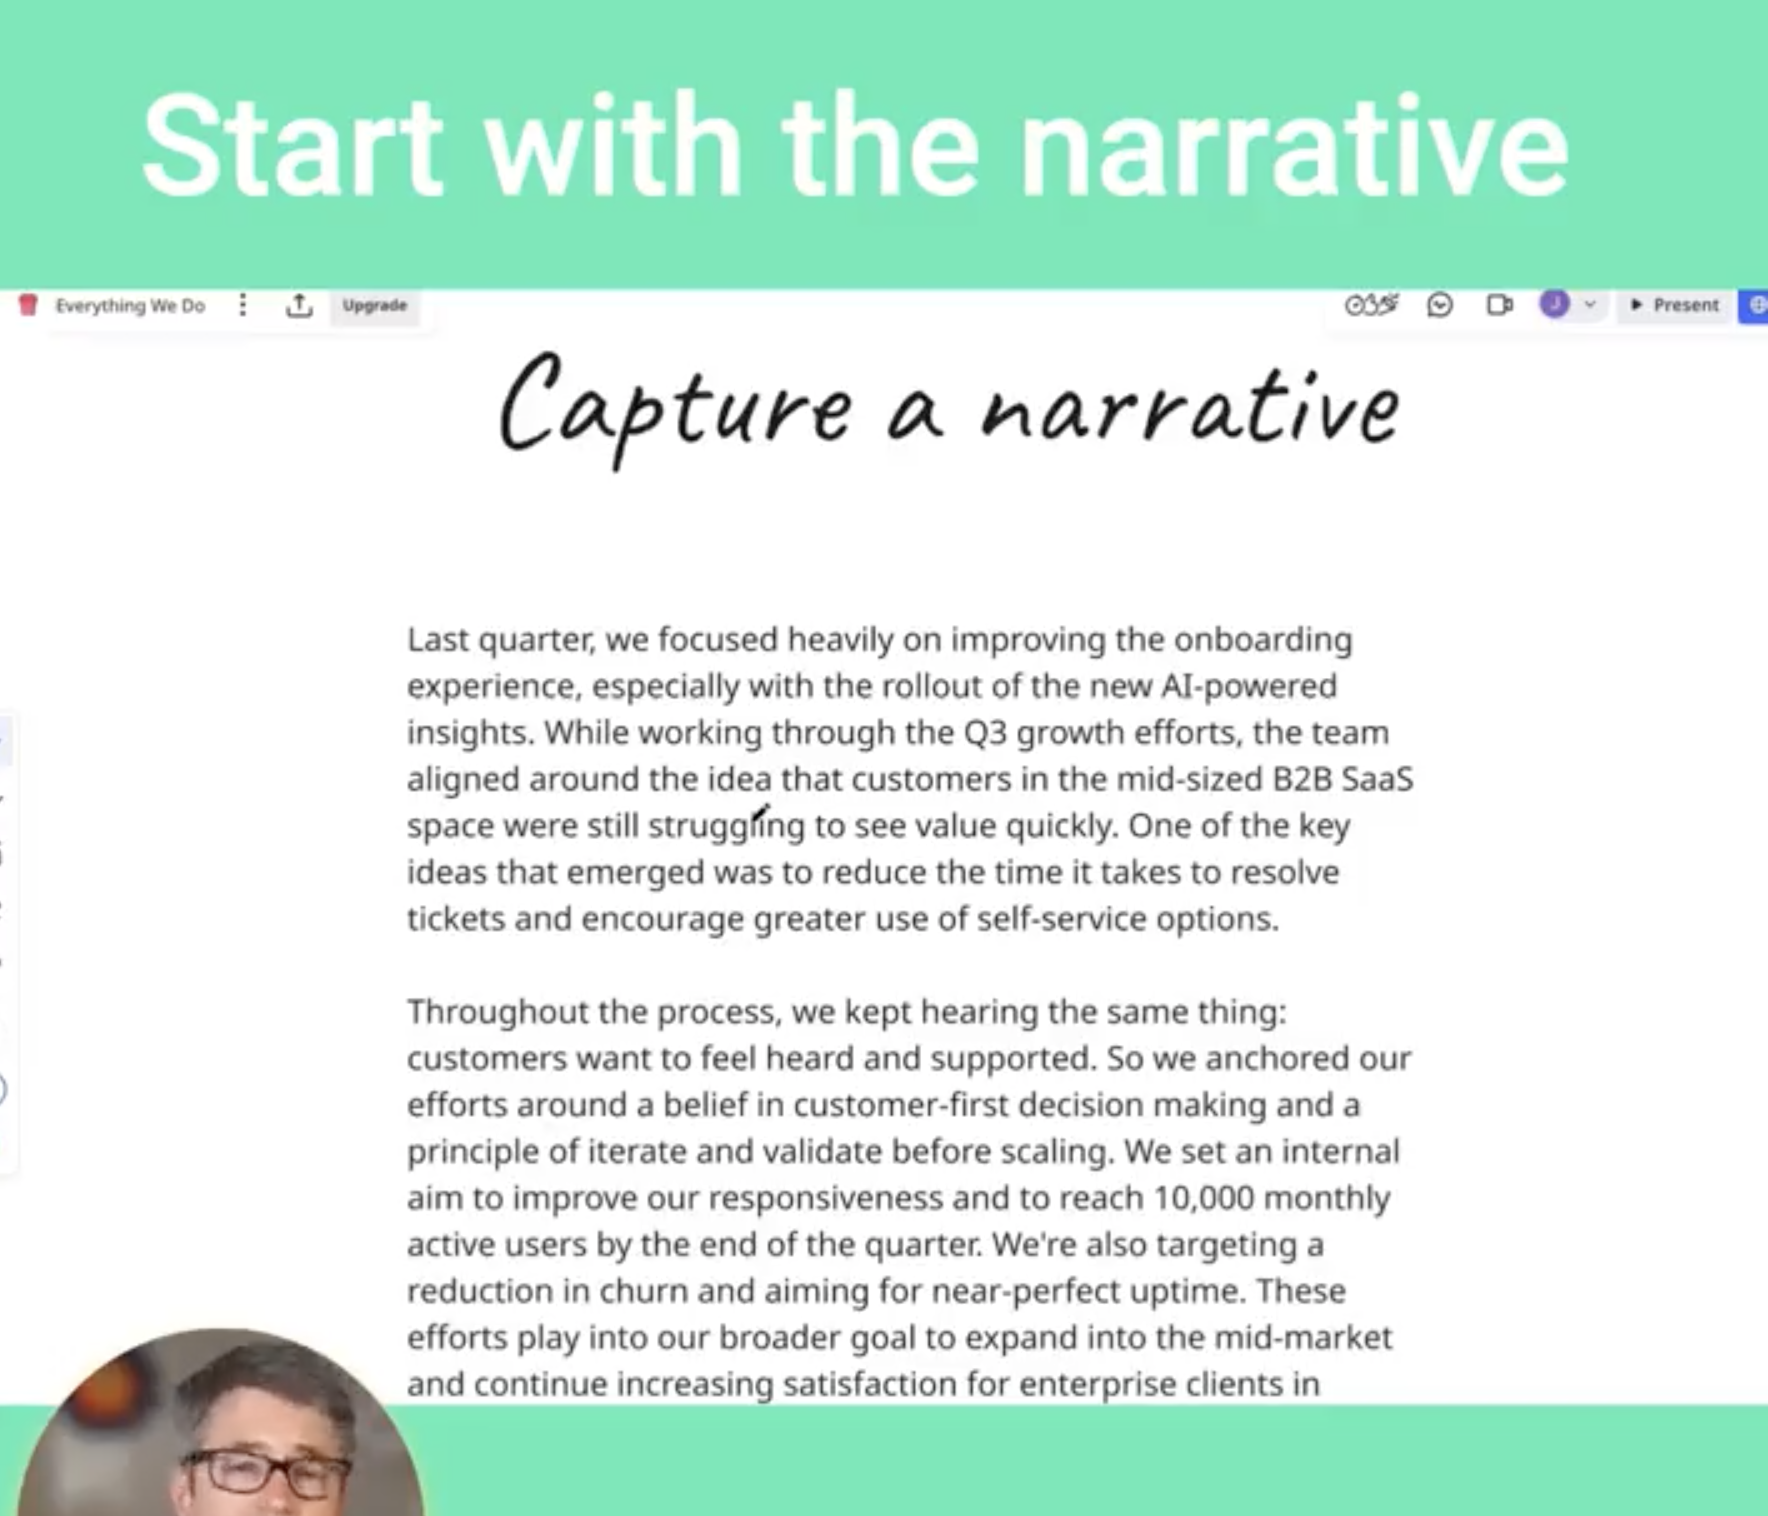 Start with the narrative
Everything We Do
Upgrade
J
Present
Capture a narrative
Last quarter, we focused heavily on improving the onboarding
experience, especially with the rollout of the new AI-powered
insights. While working through the Q3 growth efforts, the team
aligned around the idea that customers in the mid-sized B2B SaaS
space were still struggling to see value quickly. One of the key
ideas that emerged was to reduce the time it takes to resolve
tickets and encourage greater use of self-service options.
Throughout the process, we kept hearing the same thing:
customers want to feel heard and supported. So we anchored our
efforts around a belief in customer-first decision making and a
principle of iterate and validate before scaling. We set an internal
aim to improve our responsiveness and to reach 10,000 monthly
active users by the end of the quarter. We're also targeting a
reduction in churn and aiming for near-perfect uptime. These
efforts play into our broader goal to expand into the mid-market
and continue increasing satisfaction for enterprise clients in